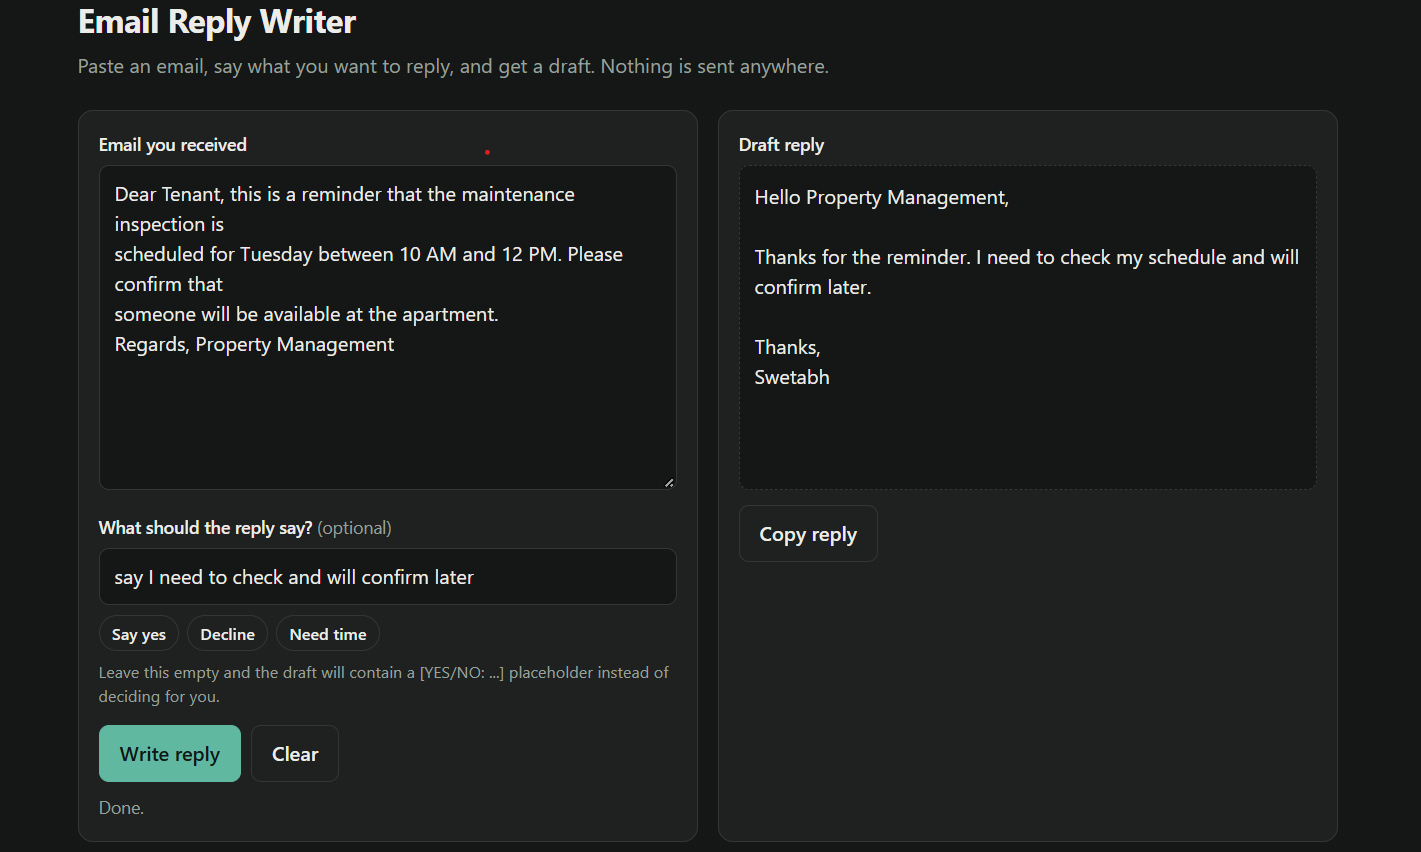 Email Reply Writer
Paste an email, say what you want to reply, and get a draft. Nothing is sent anywhere.
Email you received
Dear Tenant, this is a reminder that the maintenance
inspection is
scheduled for Tuesday between 10 AM and 12 PM. Please
confirm that
someone will be available at the apartment.
Regards, Property Management
What should the reply say? (optional)
say I need to check and will confirm later
Say yes
Decline
Need time
Leave this empty and the draft will contain a [YES/NO: ...] placeholder instead of
deciding for you.
Write reply
Clear
Done.
Draft reply
Hello Property Management,
Thanks for the reminder. I need to check my schedule and will
confirm later.
Thanks,
Swetabh
Copy reply